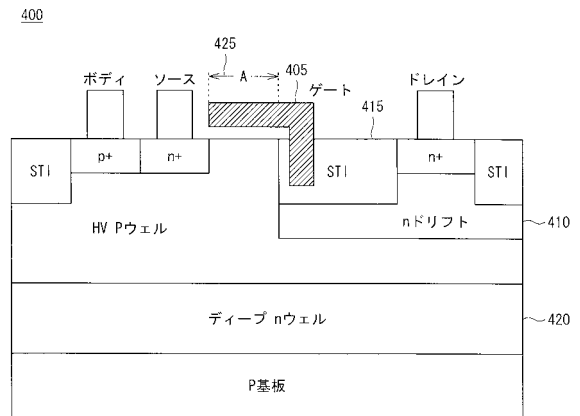 400
425
A
405
ボディ
ソース
ゲート
ドレイン
415
STI
p+
n+
STI
n+
STI
HV Pウェル
nドリフト
410
ディープ nウェル
420
P基板